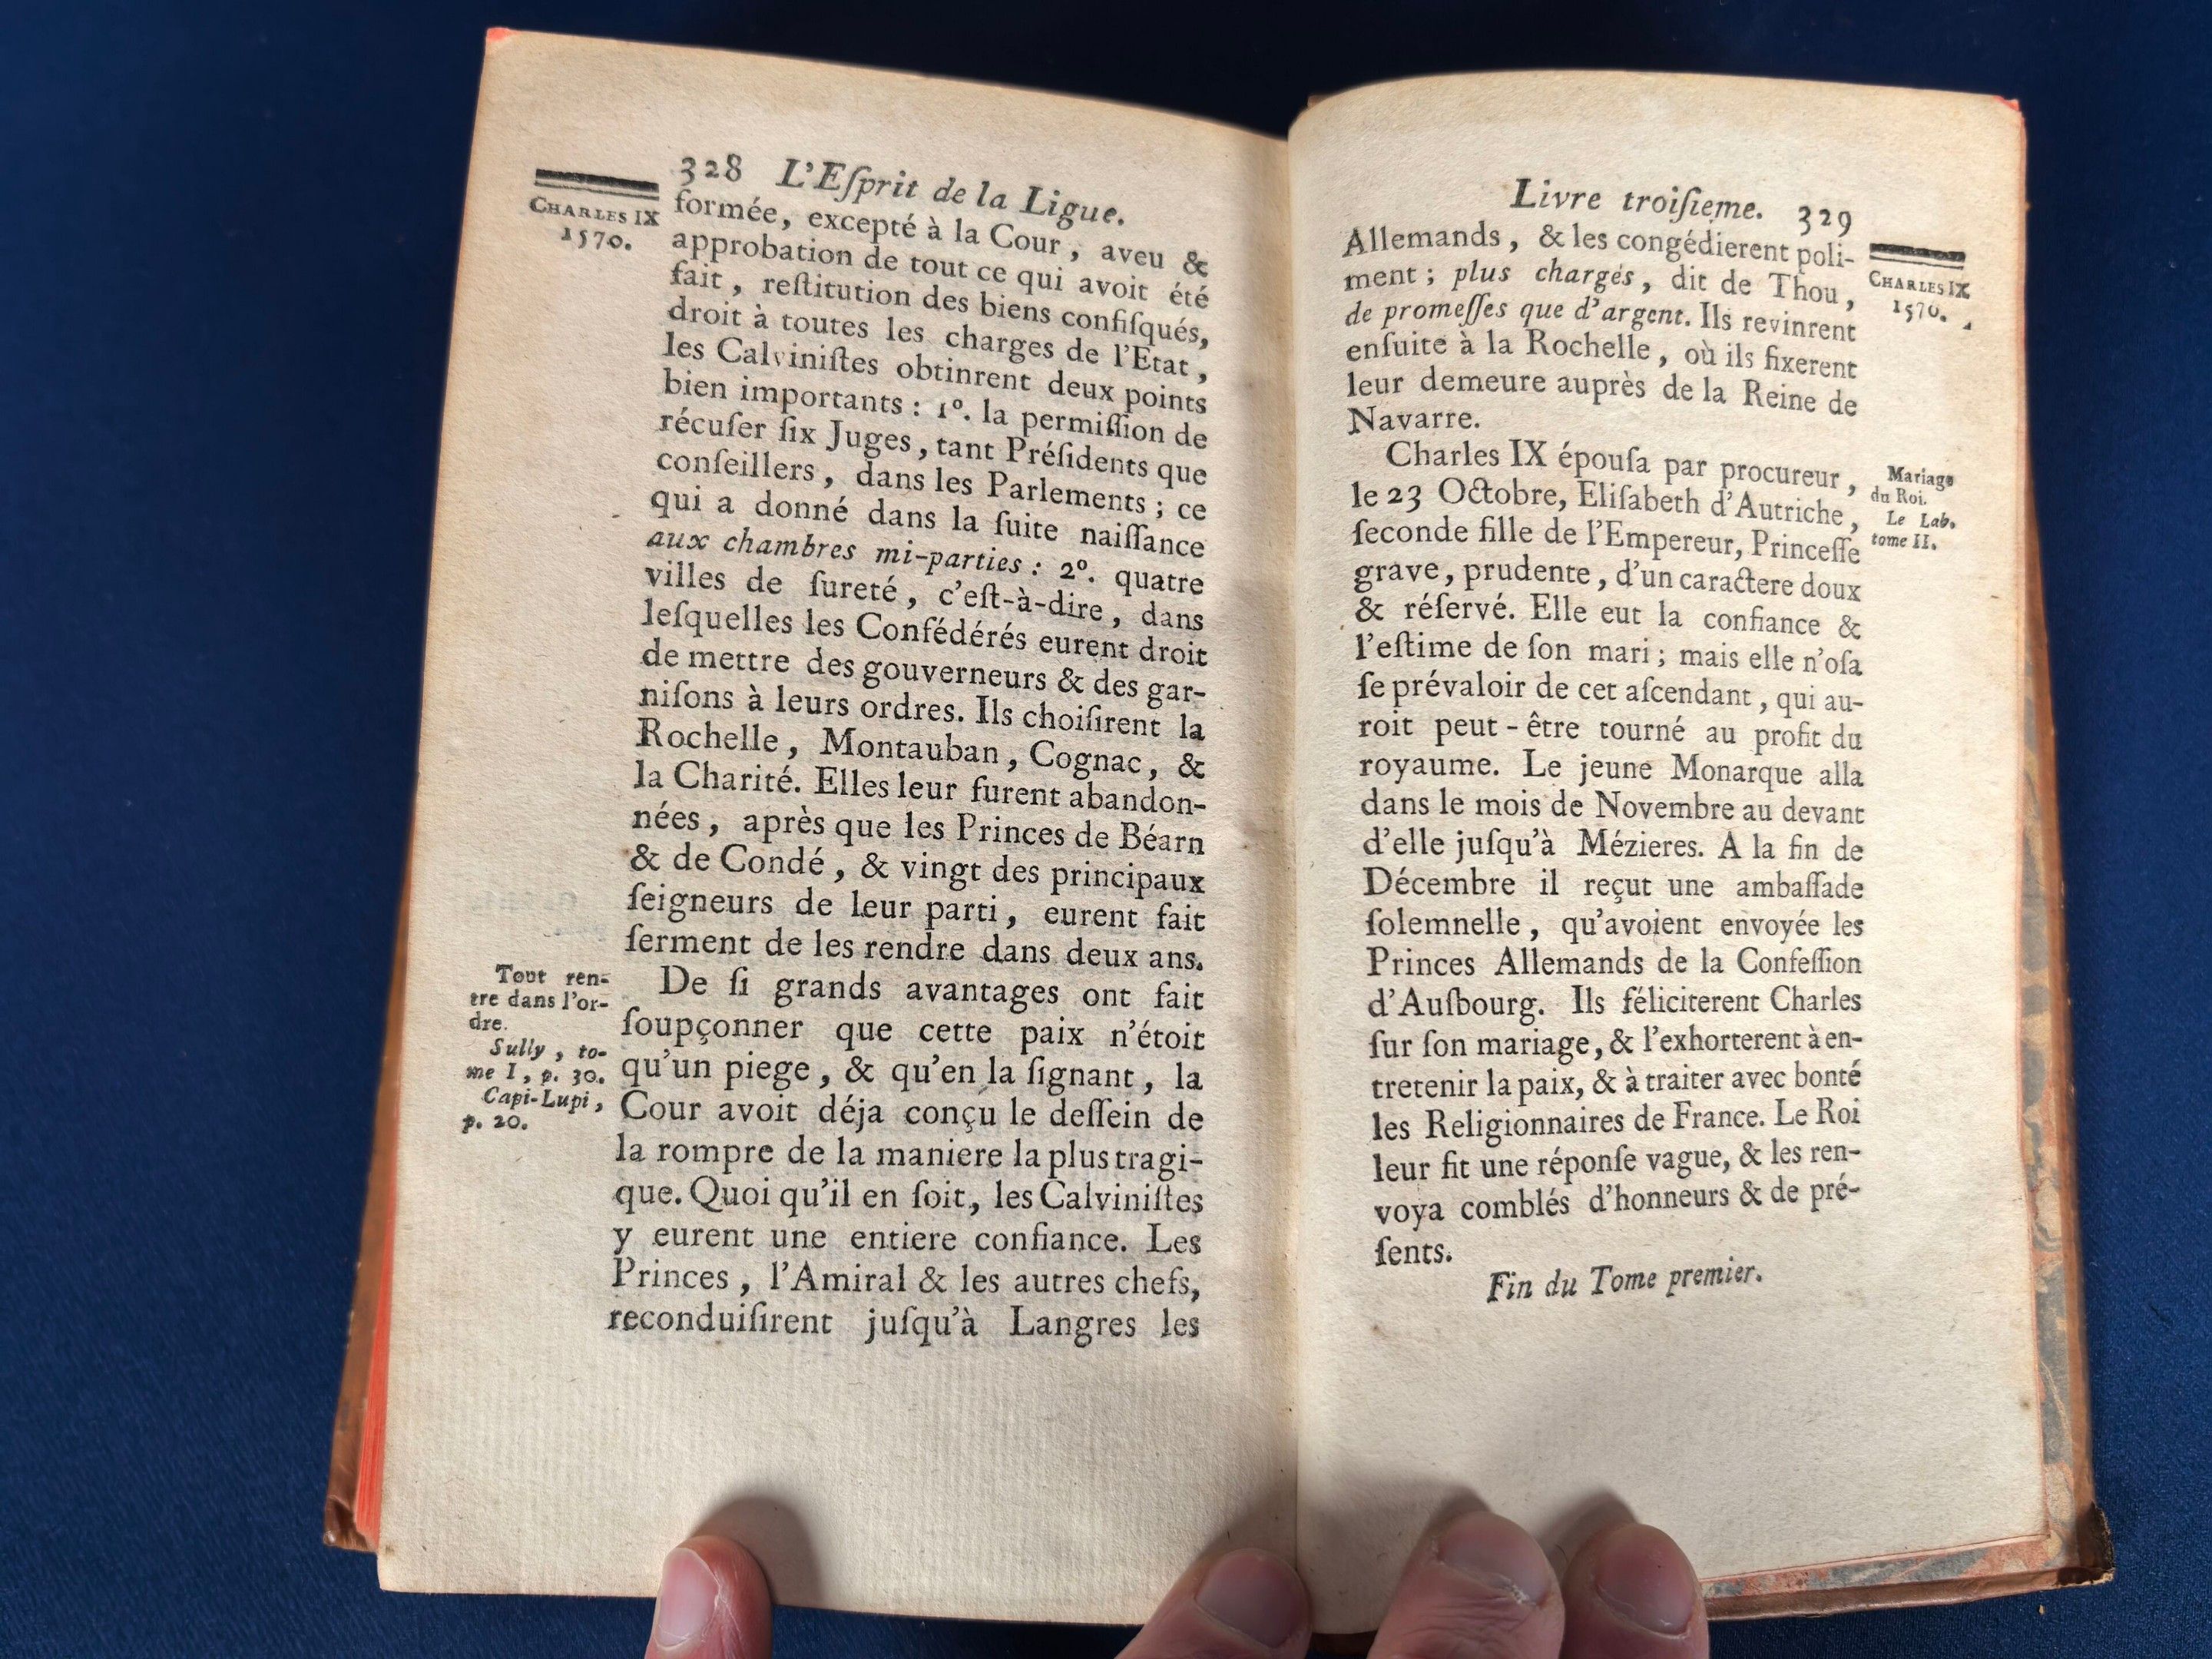 328 L'Eſprit de la Ligue.
CHARLES IX
1570.
formée, excepté à la Cour, aveu &
approbation de tout ce qui avoit été
fait, reſtitution des biens confiſqués,
droit à toutes les charges de l'Etat,
les Calviniſtes obtinrent deux points
bien importants : 1º. la permiſſion de
récuſer ſix Juges, tant Préſidents que
conſeillers, dans les Parlements ; ce
qui a donné dans la ſuite naiſſance
aux chambres mi-parties : 2º. quatre
villes de ſureté, c'eſt-à-dire, dans
leſquelles les Confédérés eurent droit
de mettre des gouverneurs & des gar-
niſons à leurs ordres. Ils choiſirent la
Rochelle, Montauban, Cognac, &
la Charité. Elles leur furent abandon-
nées, après que les Princes de Béarn
& de Condé, & vingt des principaux
ſeigneurs de leur parti, eurent fait
ſerment de les rendre dans deux ans.
Tout ren-
tre dans l'or-
dre.
Sully, to-
me I, p. 30.
Capi-Lupi,
p. 20.
De ſi grands avantages ont fait
ſoupçonner que cette paix n'étoit
qu'un piege, & qu'en la ſignant, la
Cour avoit déja conçu le deſſein de
la rompre de la maniere la plus tragi-
que. Quoi qu'il en ſoit, les Calviniſtes
y eurent une entiere confiance. Les
Princes, l'Amiral & les autres chefs,
reconduiſirent juſqu'à Langres les
Livre troiſieme. 329
CHARLES IX
1570.
Allemands, & les congédierent poli-
ment ; plus chargés, dit de Thou,
de promeſſes que d'argent. Ils revinrent
enſuite à la Rochelle, où ils fixerent
leur demeure auprès de la Reine de
Navarre.
Mariage
du Roi.
Le Lab.
tome II.
Charles IX épouſa par procureur,
le 23 Octobre, Eliſabeth d'Autriche,
ſeconde fille de l'Empereur, Princeſſe
grave, prudente, d'un caractere doux
& réſervé. Elle eut la confiance &
l'eſtime de ſon mari ; mais elle n'oſa
ſe prévaloir de cet aſcendant, qui au-
roit peut-être tourné au profit du
royaume. Le jeune Monarque alla
dans le mois de Novembre au devant
d'elle juſqu'à Mézieres. A la fin de
Décembre il reçut une ambaſſade
ſolemnelle, qu'avoient envoyée les
Princes Allemands de la Confeſſion
d'Auſbourg. Ils féliciterent Charles
ſur ſon mariage, & l'exhorterent à en-
tretenir la paix, & à traiter avec bonté
les Religionnaires de France. Le Roi
leur fit une réponſe vague, & les ren-
voya comblés d'honneurs & de pré-
ſents.
Fin du Tome premier.